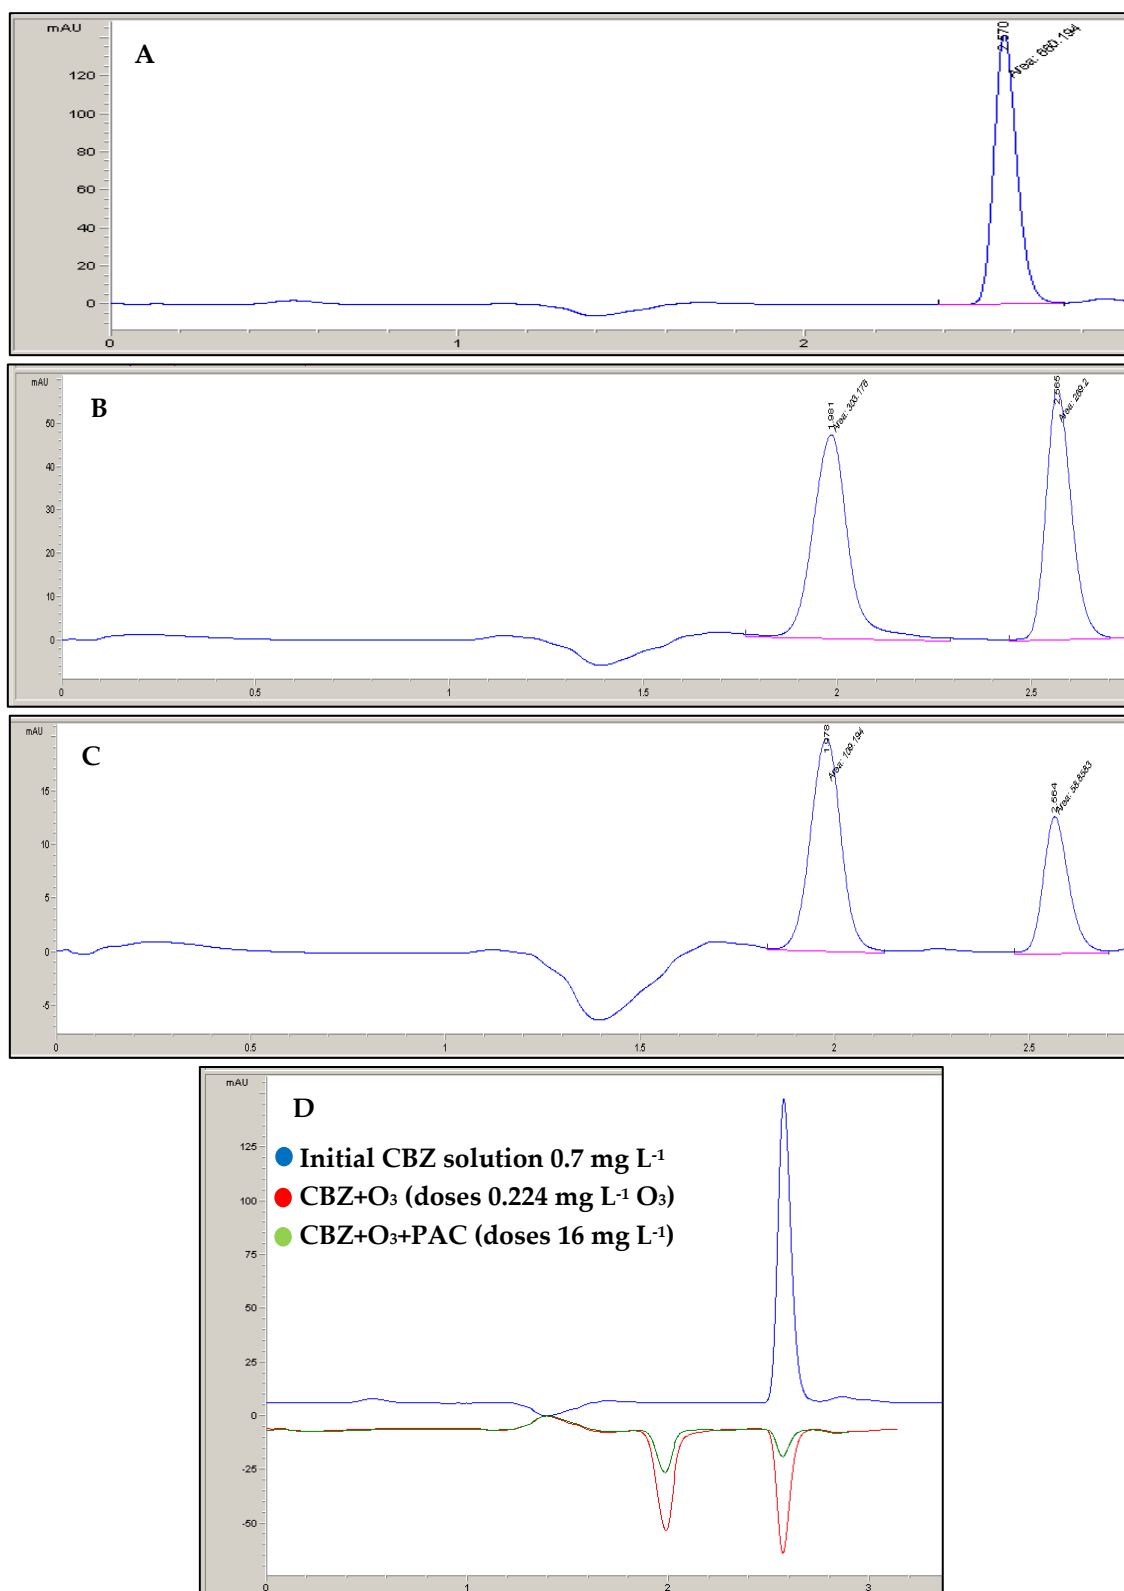 mAU
A
2.570
Area: 660.194
120
100
80
60
40
20
0
0 1 2
mAU
B
1.981
Area: 303.178
2.565
Area: 269.2
50
40
30
20
10
0
0 0.5 1 1.5 2 2.5
mAU
C
1.978
Area: 109.194
2.564
Area: 58.8583
15
10
5
0
-5
0 0.5 1 1.5 2 2.5
mAU
D
Initial CBZ solution 0.7 mg L⁻¹
CBZ+O₃ (doses 0.224 mg L⁻¹ O₃)
CBZ+O₃+PAC (doses 16 mg L⁻¹)
125
100
75
50
25
0
-25
-50
0 1 2 3